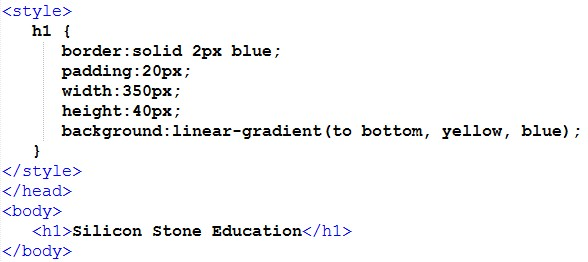 <style>
h1 {
border:solid 2px blue;
padding:20px;
width:350px;
height:40px;
background:linear-gradient(to bottom, yellow, blue);
}
</style>
</head>
<body>
<h1>Silicon Stone Education</h1>
</body>